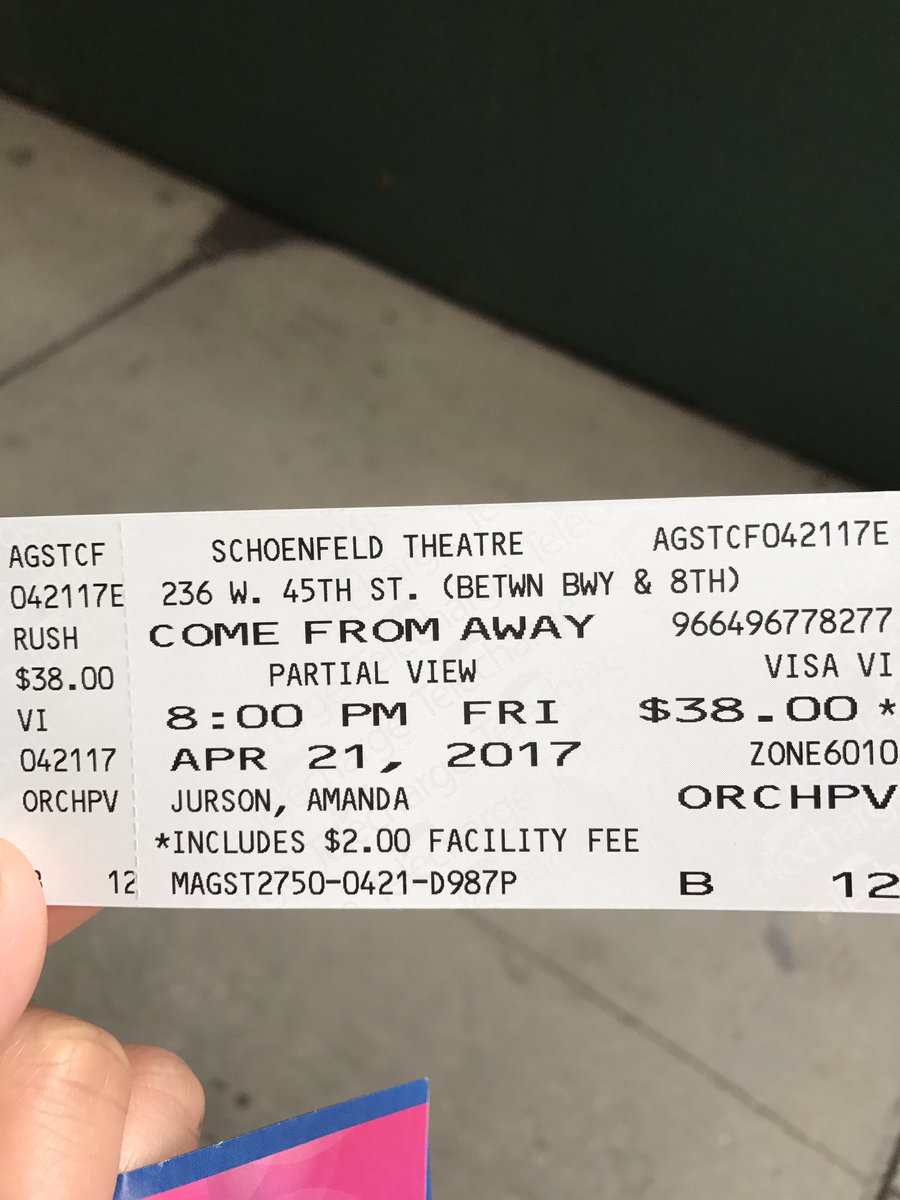 AGSTCF
042117E
RUSH
$38.00
VI
042117
ORCHPV
12
SCHOENFELD THEATRE
236 W. 45TH ST. (BETWN BWY & 8TH)
COME FROM AWAY
PARTIAL VIEW
8:00 PM FRI
APR 21, 2017
JURSON, AMANDA
*INCLUDES $2.00 FACILITY FEE
MAGST2750-0421-D987P
AGSTCF042117E
966496778277
VISA VI
$38.00 *
ZONE6010
ORCHPV
B 12